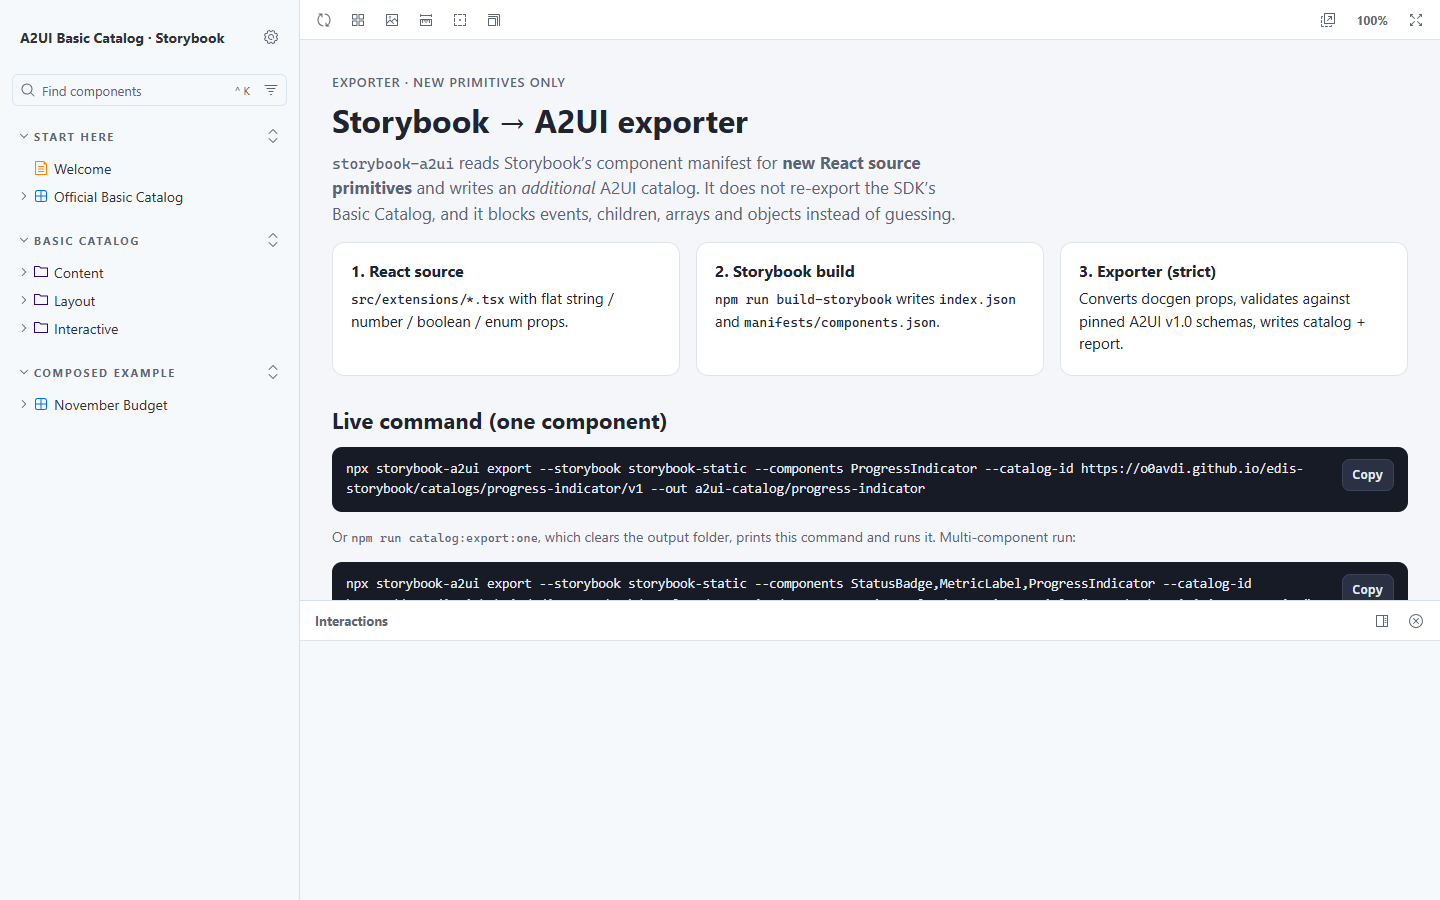 A2UI Basic Catalog · Storybook
Find components
^ K
START HERE
Welcome
Official Basic Catalog
BASIC CATALOG
Content
Layout
Interactive
COMPOSED EXAMPLE
November Budget
100%
EXPORTER · NEW PRIMITIVES ONLY
Storybook → A2UI exporter
storybook-a2ui reads Storybook’s component manifest for new React source
primitives and writes an additional A2UI catalog. It does not re-export the SDK’s
Basic Catalog, and it blocks events, children, arrays and objects instead of guessing.
1. React source
src/extensions/*.tsx with flat string /
number / boolean / enum props.
2. Storybook build
npm run build-storybook writes index.json
and manifests/components.json.
3. Exporter (strict)
Converts docgen props, validates against
pinned A2UI v1.0 schemas, writes catalog +
report.
Live command (one component)
npx storybook-a2ui export --storybook storybook-static --components ProgressIndicator --catalog-id https://o0avdi.github.io/edis-
storybook/catalogs/progress-indicator/v1 --out a2ui-catalog/progress-indicator
Copy
Or npm run catalog:export:one, which clears the output folder, prints this command and runs it. Multi-component run:
npx storybook-a2ui export --storybook storybook-static --components StatusBadge,MetricLabel,ProgressIndicator --catalog-id
Copy
Interactions